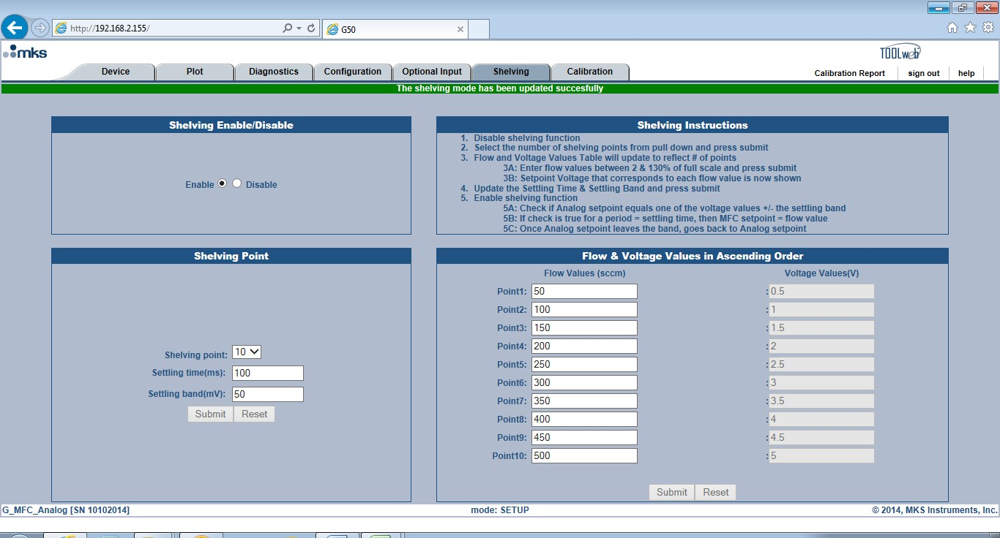 http://192.168.2.155/
G50
mks
TOOLweb
Device Plot Diagnostics Configuration Optional Input Shelving Calibration
Calibration Report sign out help
The shelving mode has been updated succesfully
Shelving Enable/Disable
Enable Disable
Shelving Instructions
1. Disable shelving function
2. Select the number of shelving points from pull down and press submit
3. Flow and Voltage Values Table will update to reflect # of points
3A: Enter flow values between 2 & 130% of full scale and press submit
3B: Setpoint Voltage that corresponds to each flow value is now shown
4. Update the Settling Time & Settling Band and press submit
5. Enable shelving function
5A: Check if Analog setpoint equals one of the voltage values +/- the settling band
5B: If check is true for a period = settling time, then MFC setpoint = flow value
5C: Once Analog setpoint leaves the band, goes back to Analog setpoint
Shelving Point
Shelving point: 10
Settling time(ms): 100
Settling band(mV): 50
Submit Reset
Flow & Voltage Values in Ascending Order
Flow Values (sccm) Voltage Values(V)
Point1: 50 :0.5
Point2: 100 :1
Point3: 150 :1.5
Point4: 200 :2
Point5: 250 :2.5
Point6: 300 :3
Point7: 350 :3.5
Point8: 400 :4
Point9: 450 :4.5
Point10: 500 :5
Submit Reset
G_MFC_Analog [SN 10102014] mode: SETUP © 2014, MKS Instruments, Inc.